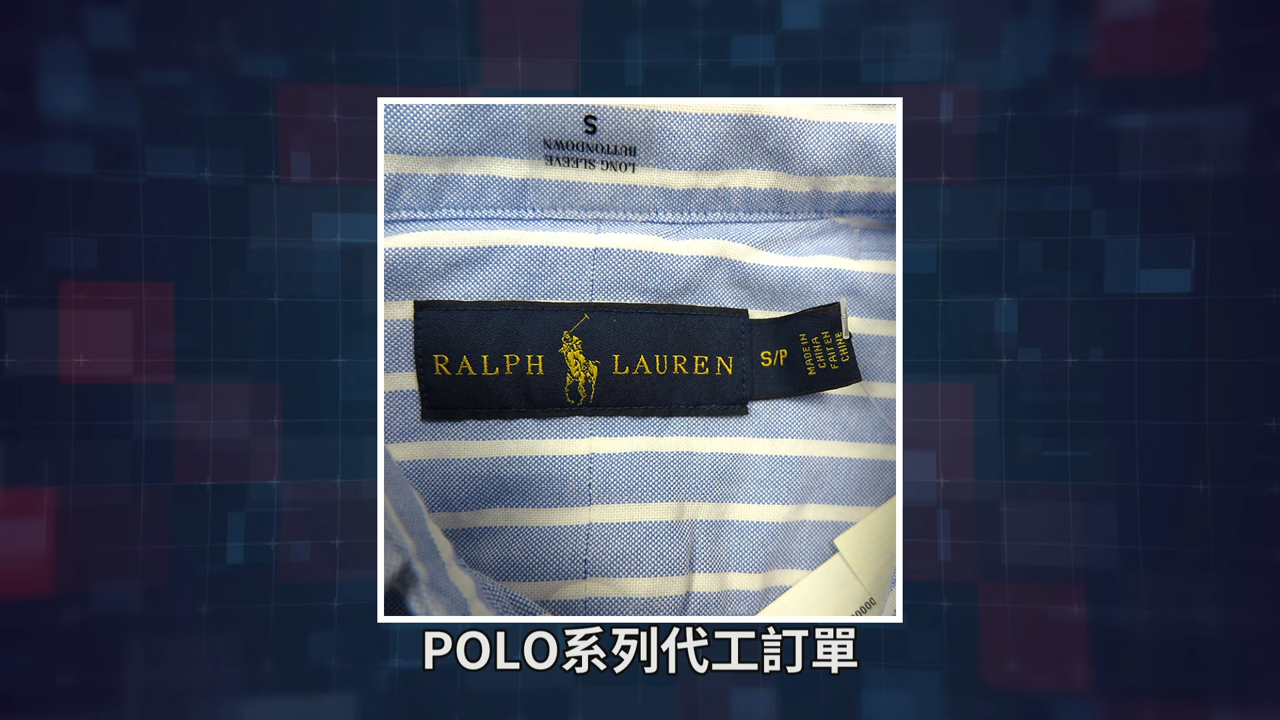 S
LONG SLEEVE
BUTTONDOWN
RALPH LAUREN
S/P
MADE IN
CHINA
FAIT EN
CHINE
0000
POLO系列代工訂單